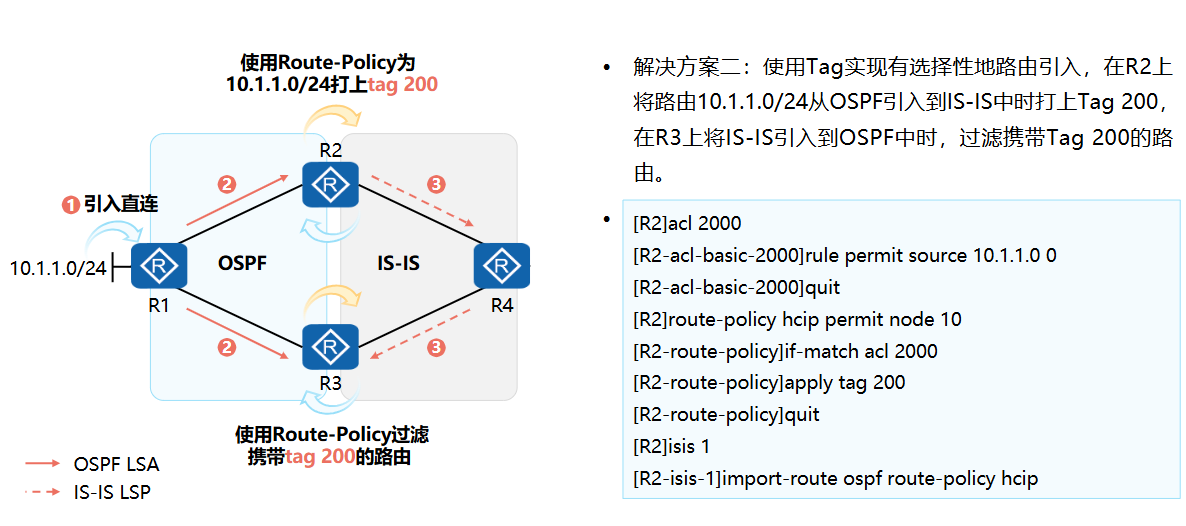 使用Route-Policy为
10.1.1.0/24打上tag 200
R2
2
3
1 引入直连
10.1.1.0/24
OSPF
IS-IS
R1
R4
2
3
R3
使用Route-Policy过滤
携带tag 200的路由
OSPF LSA
IS-IS LSP
• 解决方案二：使用Tag实现有选择性地路由引入，在R2上
将路由10.1.1.0/24从OSPF引入到IS-IS中时打上Tag 200，
在R3上将IS-IS引入到OSPF中时，过滤携带Tag 200的路
由。
• [R2]acl 2000
[R2-acl-basic-2000]rule permit source 10.1.1.0 0
[R2-acl-basic-2000]quit
[R2]route-policy hcip permit node 10
[R2-route-policy]if-match acl 2000
[R2-route-policy]apply tag 200
[R2-route-policy]quit
[R2]isis 1
[R2-isis-1]import-route ospf route-policy hcip